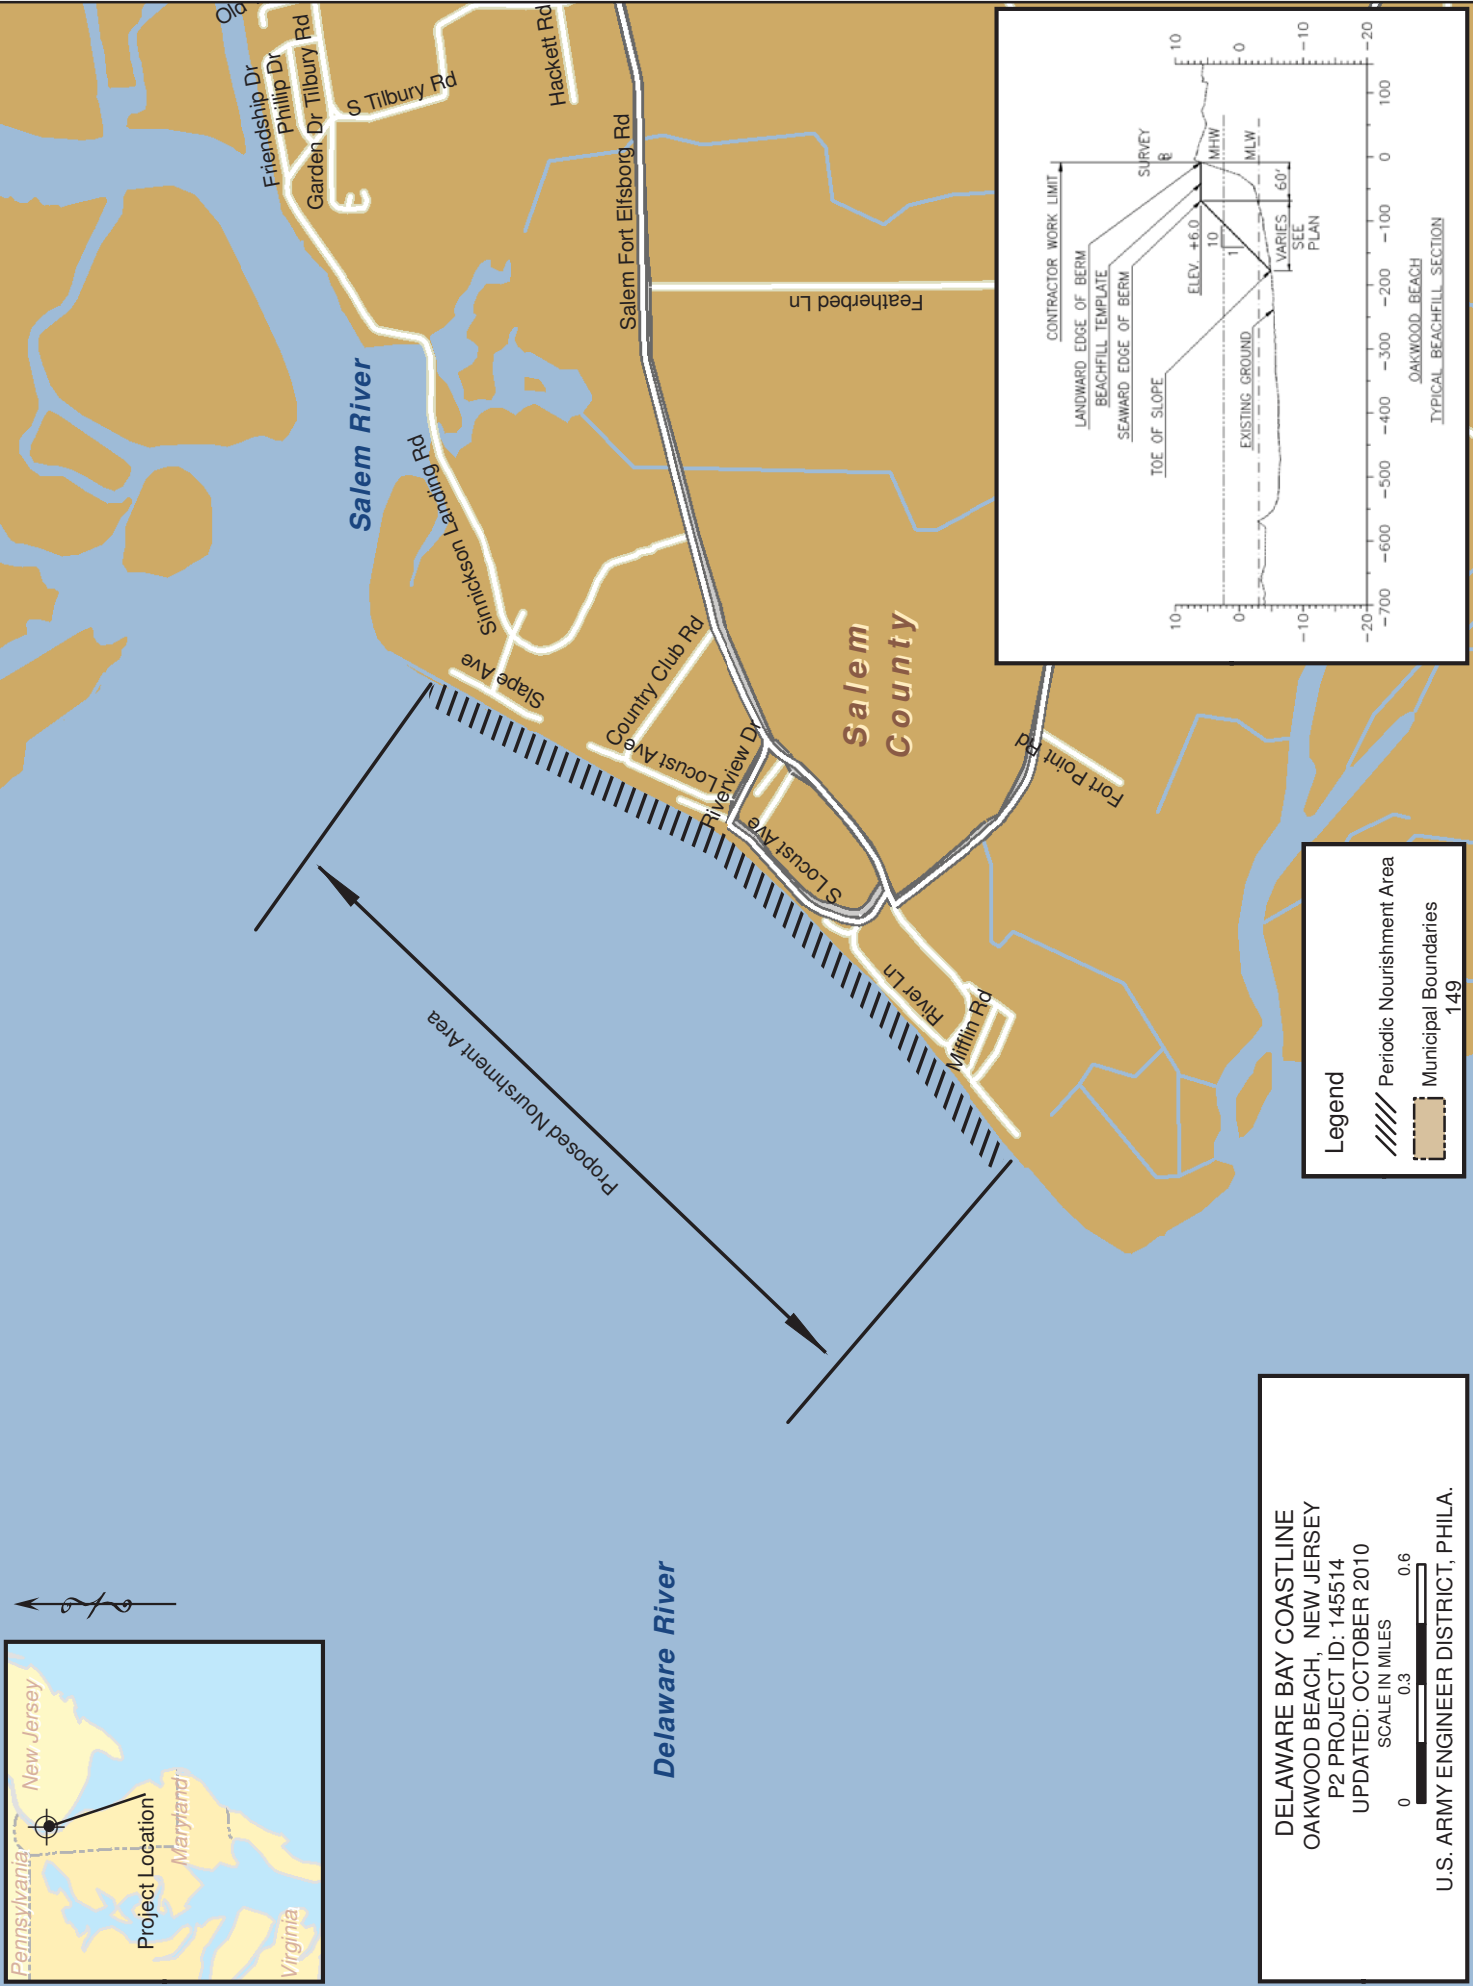 Pennsylvania
New Jersey
Maryland
Virginia
Project Location
Old
Friendship Dr
Phillip Dr
Garden Dr
Tilbury Rd
S Tilbury Rd
Hackett Rd
Salem Fort Elfsborg Rd
Featherbed Ln
Salem River
Sinnickson Landing Rd
Slape Ave
Country Club Rd
Locust Ave
Riverview Dr
S Locust Ave
River Ln
Mifflin Rd
Fort Point Rd
Salem
County
Proposed Nourishment Area
Delaware River
CONTRACTOR WORK LIMIT
LANDWARD EDGE OF BERM
BEACHFILL TEMPLATE
SEAWARD EDGE OF BERM
TOE OF SLOPE
EXISTING GROUND
SURVEY
MHW
MLW
ELEV. +6.0
10
1
60'
VARIES
SEE
PLAN
10
0
-10
-20
10
0
-10
-20
-700
-600
-500
-400
-300
-200
-100
0
100
OAKWOOD BEACH
TYPICAL BEACHFILL SECTION
Legend
Periodic Nourishment Area
Municipal Boundaries
149
DELAWARE BAY COASTLINE
OAKWOOD BEACH, NEW JERSEY
P2 PROJECT ID: 145514
UPDATED: OCTOBER 2010
SCALE IN MILES
0 0.3 0.6
U.S. ARMY ENGINEER DISTRICT, PHILA.